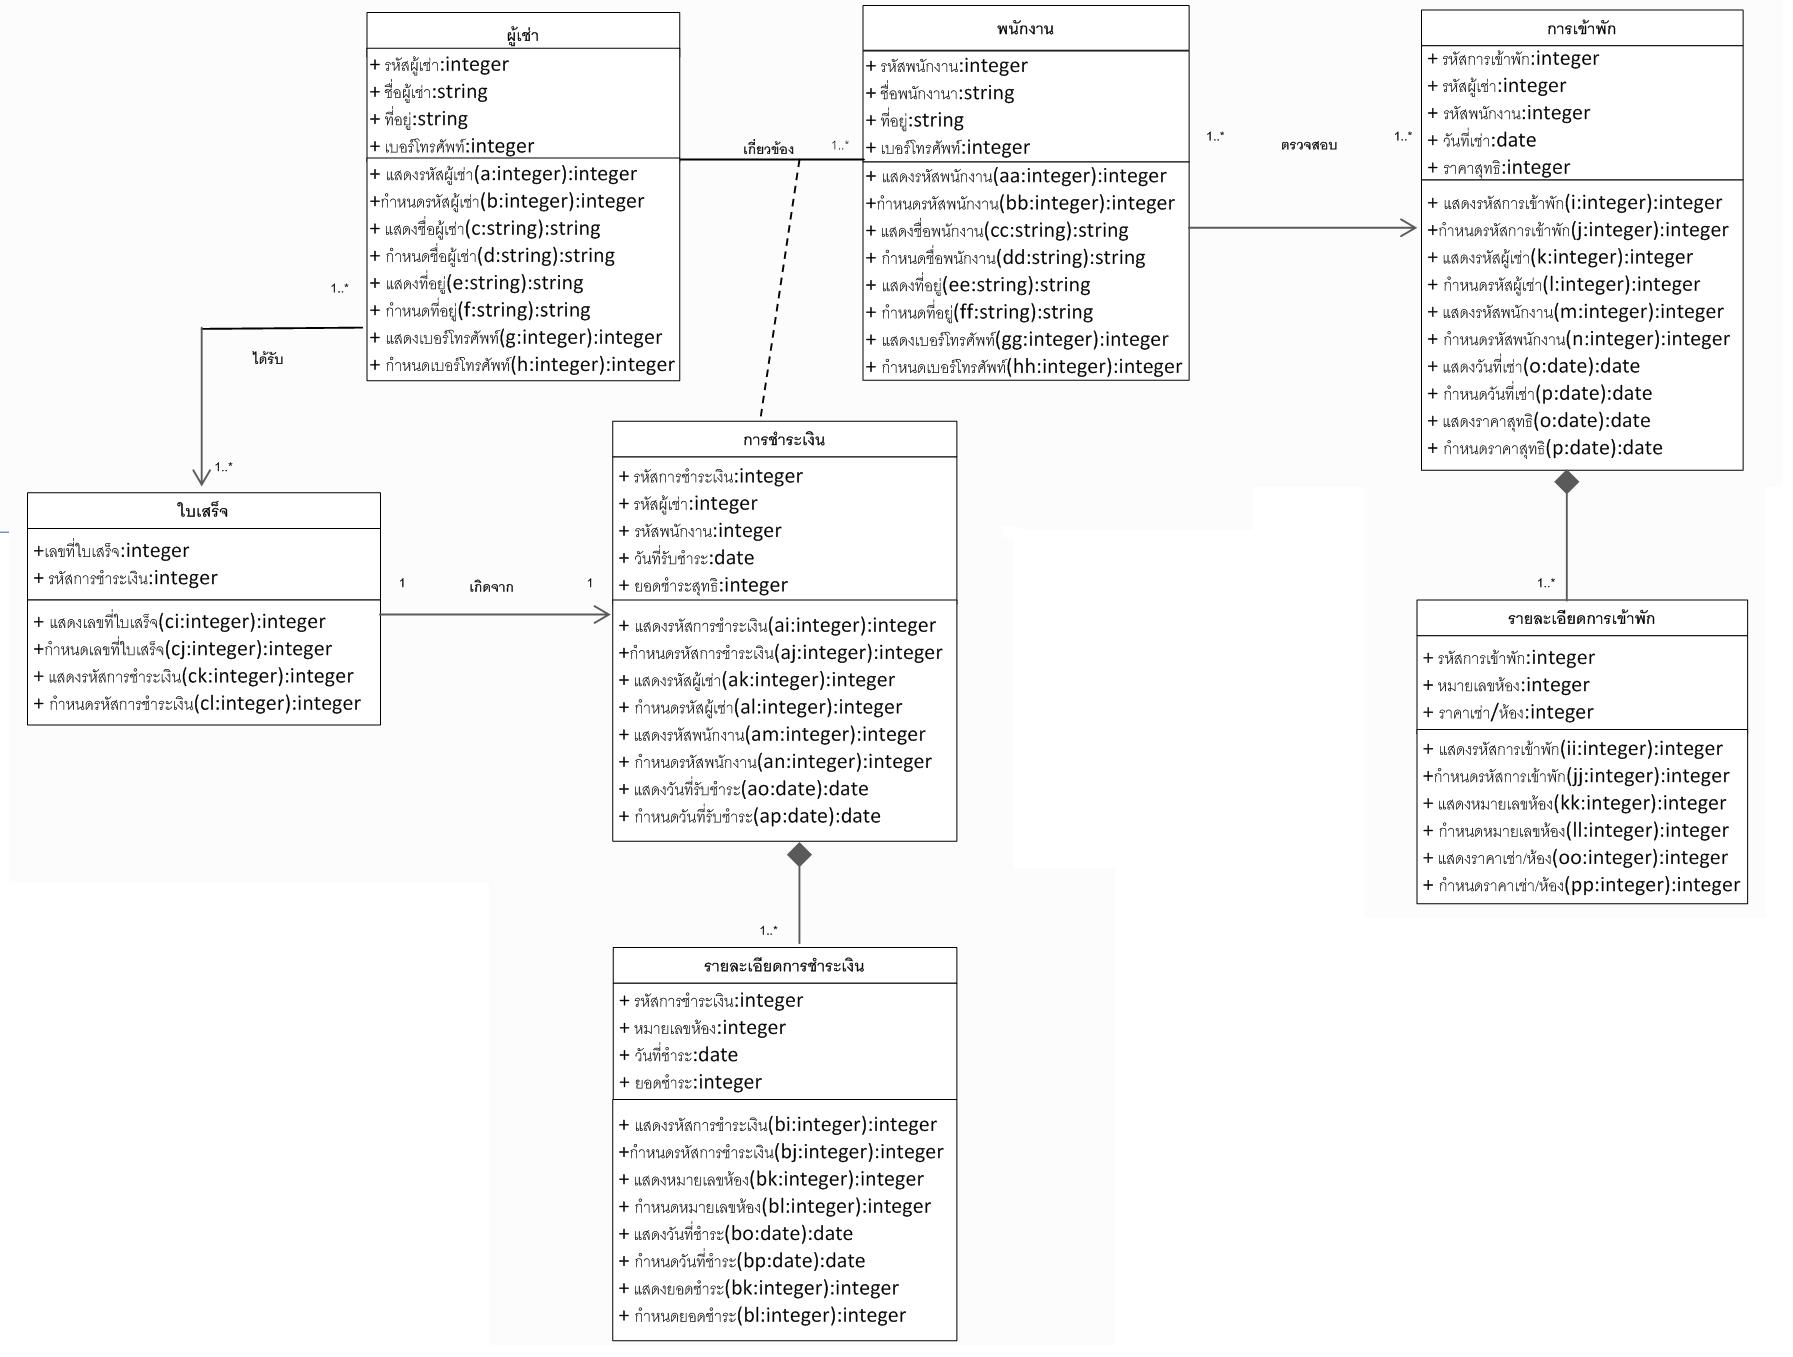 ผู้เช่า
+ รหัสผู้เช่า:integer
+ ชื่อผู้เช่า:string
+ ที่อยู่:string
+ เบอร์โทรศัพท์:integer
+ แสดงรหัสผู้เช่า(a:integer):integer
+กำหนดรหัสผู้เช่า(b:integer):integer
+ แสดงชื่อผู้เช่า(c:string):string
+ กำหนดชื่อผู้เช่า(d:string):string
+ แสดงที่อยู่(e:string):string
+ กำหนดที่อยู่(f:string):string
+ แสดงเบอร์โทรศัพท์(g:integer):integer
+ กำหนดเบอร์โทรศัพท์(h:integer):integer
เกี่ยวข้อง
1..*
พนักงาน
+ รหัสพนักงาน:integer
+ ชื่อพนักงานา:string
+ ที่อยู่:string
+ เบอร์โทรศัพท์:integer
+ แสดงรหัสพนักงาน(aa:integer):integer
+กำหนดรหัสพนักงาน(bb:integer):integer
+ แสดงชื่อพนักงาน(cc:string):string
+ กำหนดชื่อพนักงาน(dd:string):string
+ แสดงที่อยู่(ee:string):string
+ กำหนดที่อยู่(ff:string):string
+ แสดงเบอร์โทรศัพท์(gg:integer):integer
+ กำหนดเบอร์โทรศัพท์(hh:integer):integer
1..*
ตรวจสอบ
1..*
การเข้าพัก
+ รหัสการเข้าพัก:integer
+ รหัสผู้เช่า:integer
+ รหัสพนักงาน:integer
+ วันที่เช่า:date
+ ราคาสุทธิ:integer
+ แสดงรหัสการเข้าพัก(i:integer):integer
+กำหนดรหัสการเข้าพัก(j:integer):integer
+ แสดงรหัสผู้เช่า(k:integer):integer
+ กำหนดรหัสผู้เช่า(l:integer):integer
+ แสดงรหัสพนักงาน(m:integer):integer
+ กำหนดรหัสพนักงาน(n:integer):integer
+ แสดงวันที่เช่า(o:date):date
+ กำหนดวันที่เช่า(p:date):date
+ แสดงราคาสุทธิ(o:date):date
+ กำหนดราคาสุทธิ(p:date):date
1..*
ได้รับ
1..*
ใบเสร็จ
+เลขที่ใบเสร็จ:integer
+ รหัสการชำระเงิน:integer
+ แสดงเลขที่ใบเสร็จ(ci:integer):integer
+กำหนดเลขที่ใบเสร็จ(cj:integer):integer
+ แสดงรหัสการชำระเงิน(ck:integer):integer
+ กำหนดรหัสการชำระเงิน(cl:integer):integer
1
เกิดจาก
1
การชำระเงิน
+ รหัสการชำระเงิน:integer
+ รหัสผู้เช่า:integer
+ รหัสพนักงาน:integer
+ วันที่รับชำระ:date
+ ยอดชำระสุทธิ:integer
+ แสดงรหัสการชำระเงิน(ai:integer):integer
+กำหนดรหัสการชำระเงิน(aj:integer):integer
+ แสดงรหัสผู้เช่า(ak:integer):integer
+ กำหนดรหัสผู้เช่า(al:integer):integer
+ แสดงรหัสพนักงาน(am:integer):integer
+ กำหนดรหัสพนักงาน(an:integer):integer
+ แสดงวันที่รับชำระ(ao:date):date
+ กำหนดวันที่รับชำระ(ap:date):date
1..*
รายละเอียดการเข้าพัก
+ รหัสการเข้าพัก:integer
+ หมายเลขห้อง:integer
+ ราคาเช่า/ห้อง:integer
+ แสดงรหัสการเข้าพัก(ii:integer):integer
+กำหนดรหัสการเข้าพัก(jj:integer):integer
+ แสดงหมายเลขห้อง(kk:integer):integer
+ กำหนดหมายเลขห้อง(ll:integer):integer
+ แสดงราคาเช่า/ห้อง(oo:integer):integer
+ กำหนดราคาเช่า/ห้อง(pp:integer):integer
1..*
รายละเอียดการชำระเงิน
+ รหัสการชำระเงิน:integer
+ หมายเลขห้อง:integer
+ วันที่ชำระ:date
+ ยอดชำระ:integer
+ แสดงรหัสการชำระเงิน(bi:integer):integer
+กำหนดรหัสการชำระเงิน(bj:integer):integer
+ แสดงหมายเลขห้อง(bk:integer):integer
+ กำหนดหมายเลขห้อง(bl:integer):integer
+ แสดงวันที่ชำระ(bo:date):date
+ กำหนดวันที่ชำระ(bp:date):date
+ แสดงยอดชำระ(bk:integer):integer
+ กำหนดยอดชำระ(bl:integer):integer